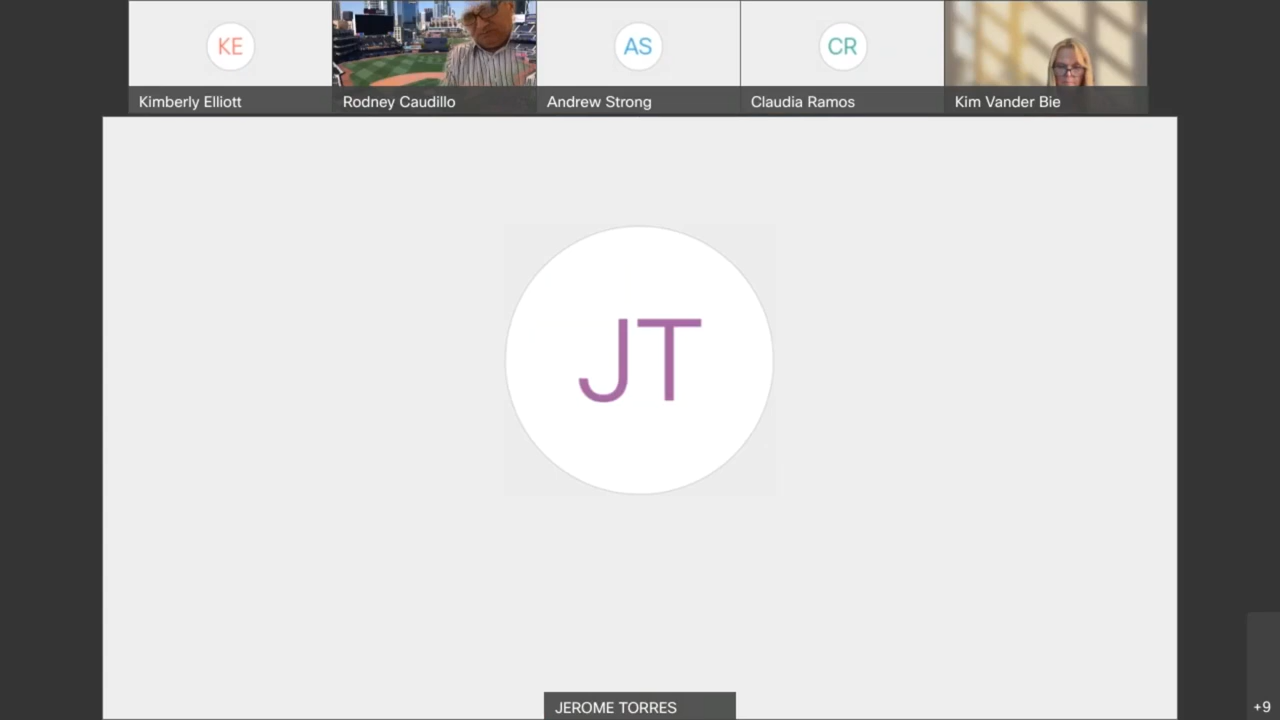 KE
AS
CR
Kimberly Elliott
Rodney Caudillo
Andrew Strong
Claudia Ramos
Kim Vander Bie
JT
JEROME TORRES
+9